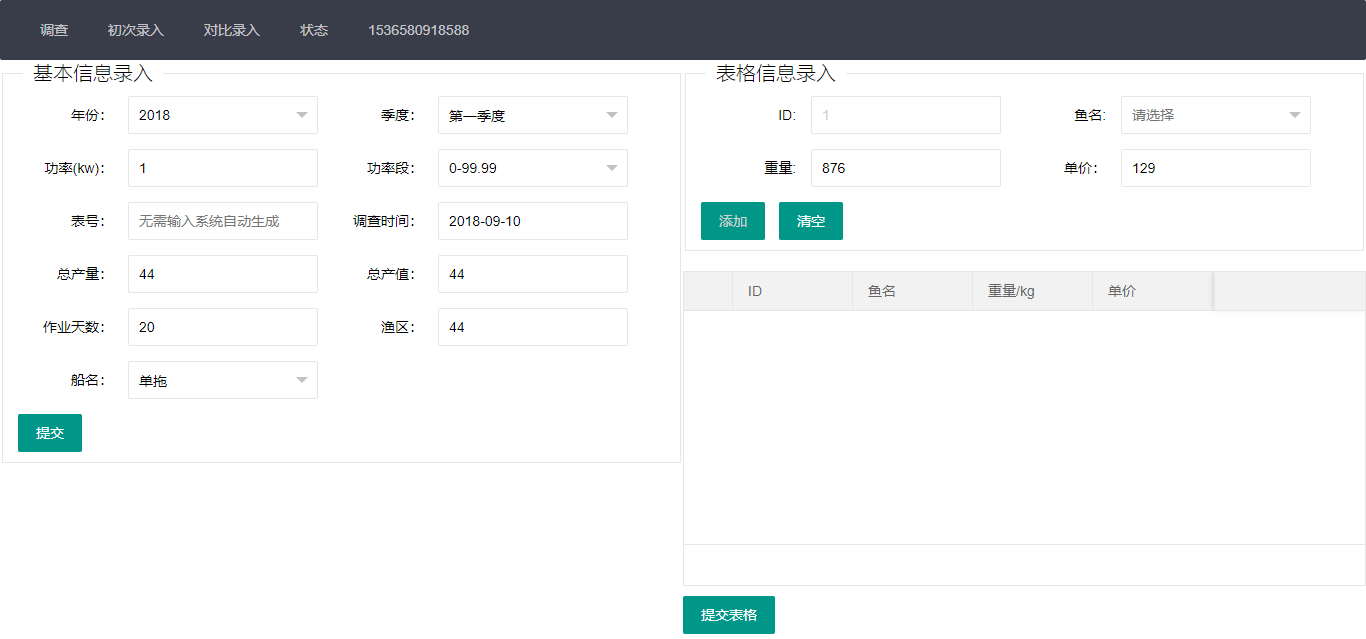 调查 初次录入 对比录入 状态 1536580918588
基本信息录入
年份： 2018 季度： 第一季度
功率(kw)： 1 功率段： 0-99.99
表号： 无需输入系统自动生成 调查时间： 2018-09-10
总产量： 44 总产值： 44
作业天数： 20 渔区： 44
船名： 单拖
提交
表格信息录入
ID: 1 鱼名: 请选择
重量: 876 单价： 129
添加 清空
ID 鱼名 重量/kg 单价
提交表格